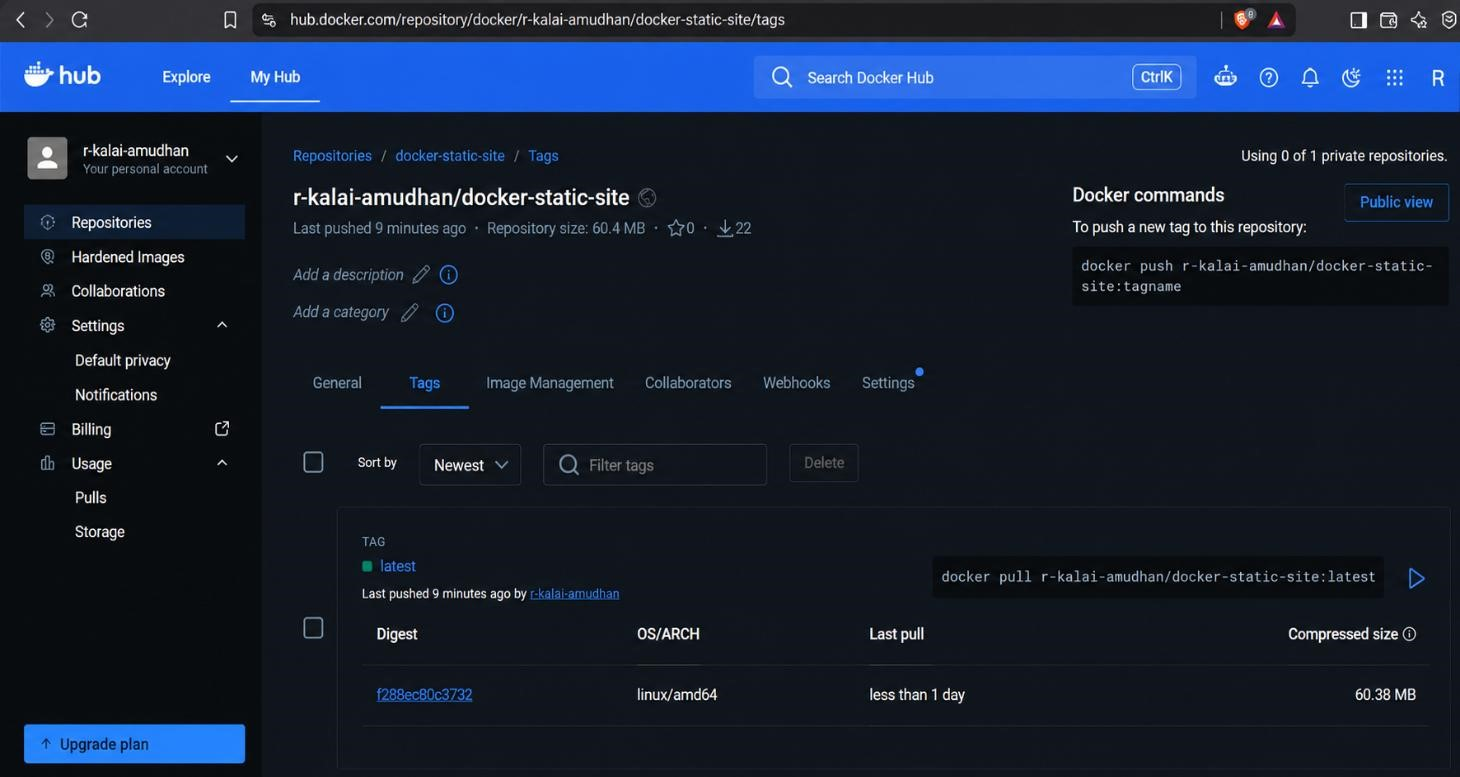 hub.docker.com/repository/docker/r-kalai-amudhan/docker-static-site/tags
8
hub
Explore
My Hub
Search Docker Hub
CtrlK
R
r-kalai-amudhan
Your personal account
Repositories
Hardened Images
Collaborations
Settings
Default privacy
Notifications
Billing
Usage
Pulls
Storage
Upgrade plan
Repositories / docker-static-site / Tags
Using 0 of 1 private repositories.
r-kalai-amudhan/docker-static-site
Last pushed 9 minutes ago · Repository size: 60.4 MB · 0 · 22
Add a description
Add a category
Docker commands
Public view
To push a new tag to this repository:
docker push r-kalai-amudhan/docker-static-
site:tagname
General
Tags
Image Management
Collaborators
Webhooks
Settings
Sort by
Newest
Filter tags
Delete
TAG
latest
Last pushed 9 minutes ago by r-kalai-amudhan
docker pull r-kalai-amudhan/docker-static-site:latest
Digest OS/ARCH Last pull Compressed size
f288ec80c3732 linux/amd64 less than 1 day 60.38 MB